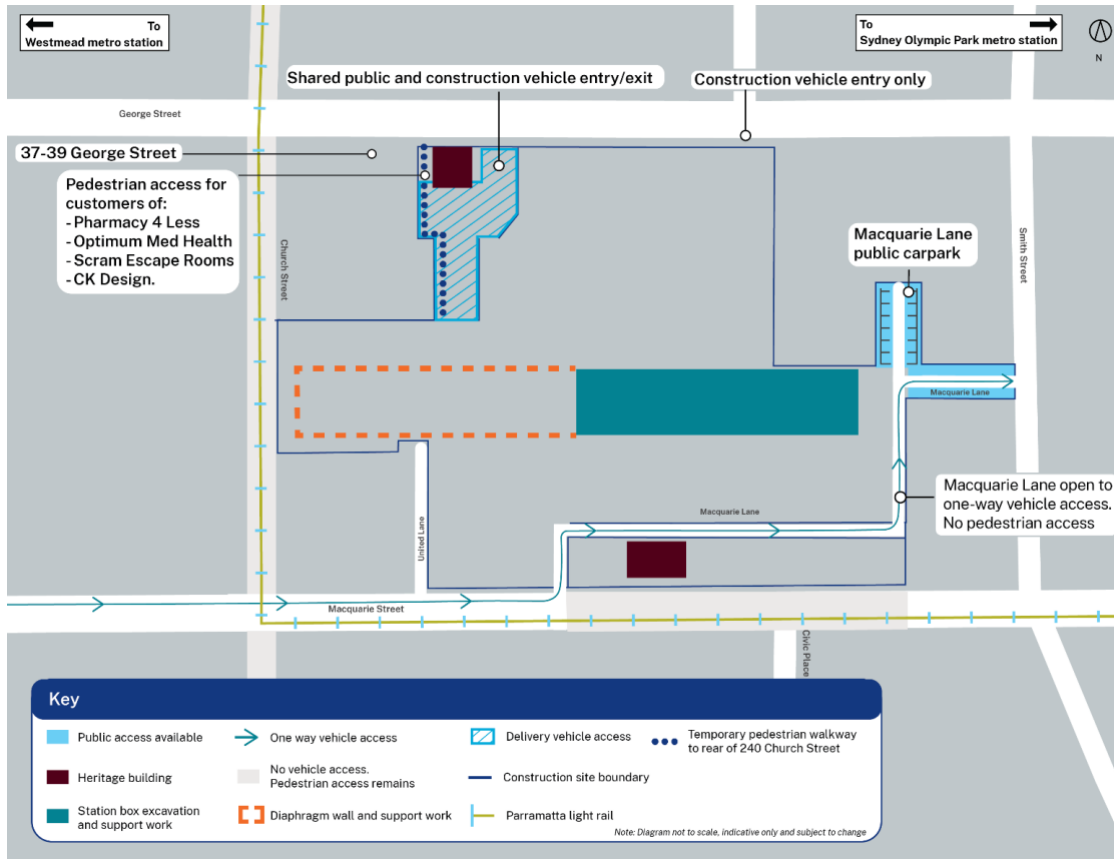 To
Westmead metro station
To
Sydney Olympic Park metro station
N
Shared public and construction vehicle entry/exit
Construction vehicle entry only
George Street
37-39 George Street
Pedestrian access for
customers of:
- Pharmacy 4 Less
- Optimum Med Health
- Scram Escape Rooms
- CK Design.
Church Street
Smith Street
Macquarie Lane
public carpark
Macquarie Lane
Macquarie Lane open to
one-way vehicle access.
No pedestrian access
Macquarie Lane
United Lane
Macquarie Street
Civic Place
Key
Public access available
One way vehicle access
Delivery vehicle access
Temporary pedestrian walkway
to rear of 240 Church Street
Heritage building
No vehicle access.
Pedestrian access remains
Construction site boundary
Station box excavation
and support work
Diaphragm wall and support work
Parramatta light rail
Note: Diagram not to scale, indicative only and subject to change